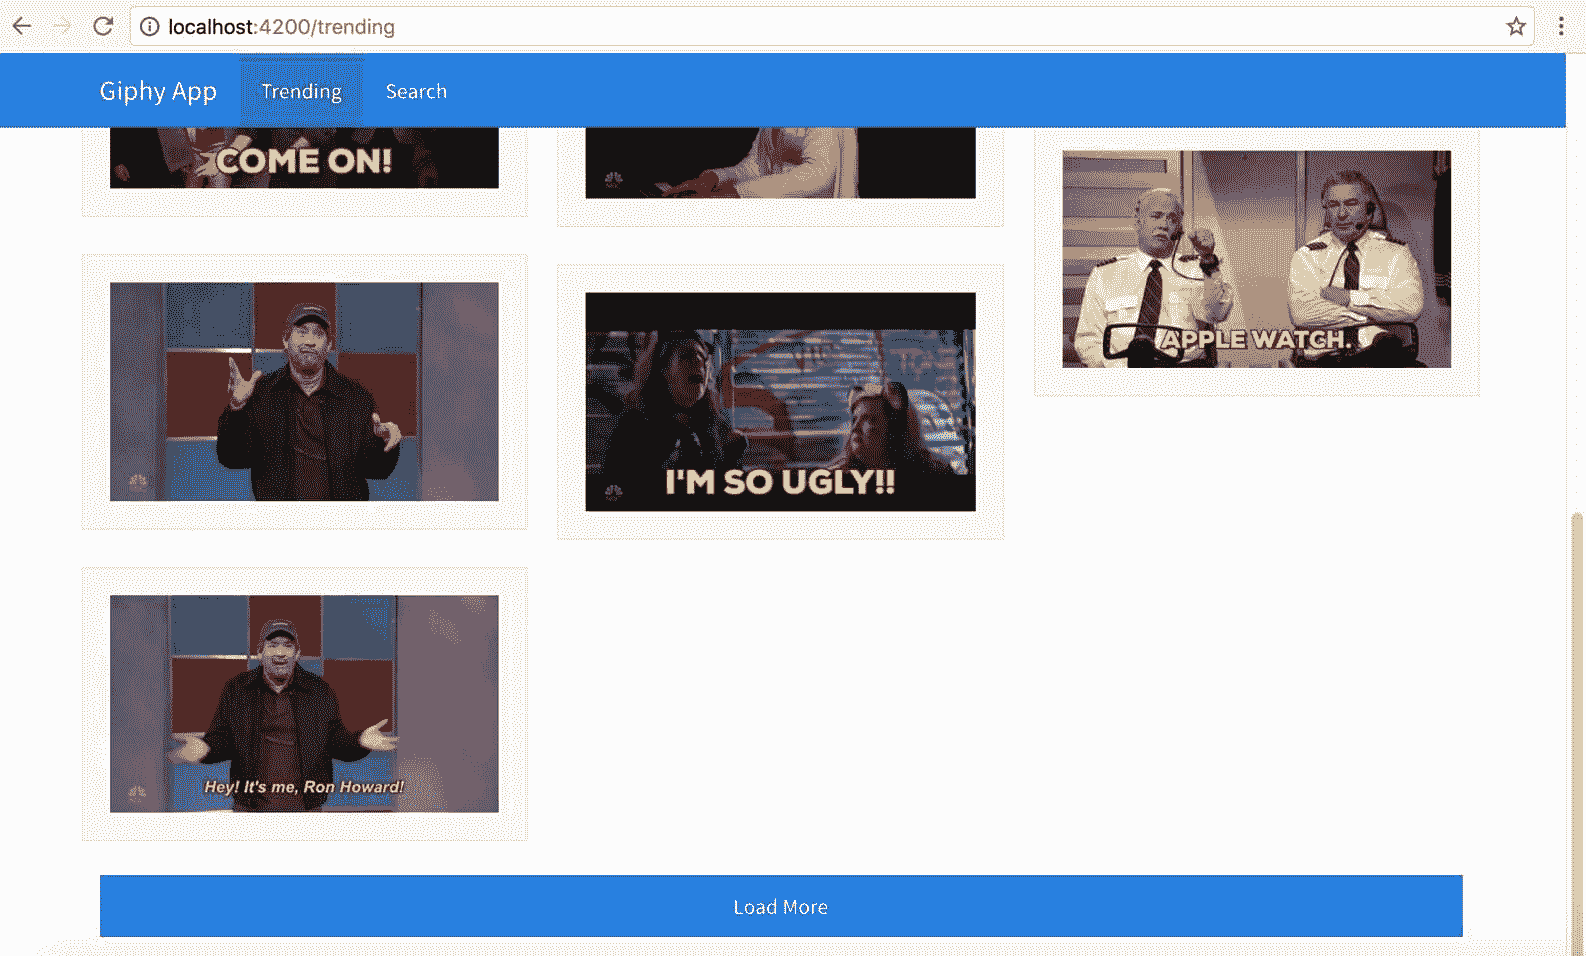 localhost:4200/trending
Giphy App
Trending
Search
COME ON!
APPLE WATCH.
I'M SO UGLY!!
Hey! It's me, Ron Howard!
Load More